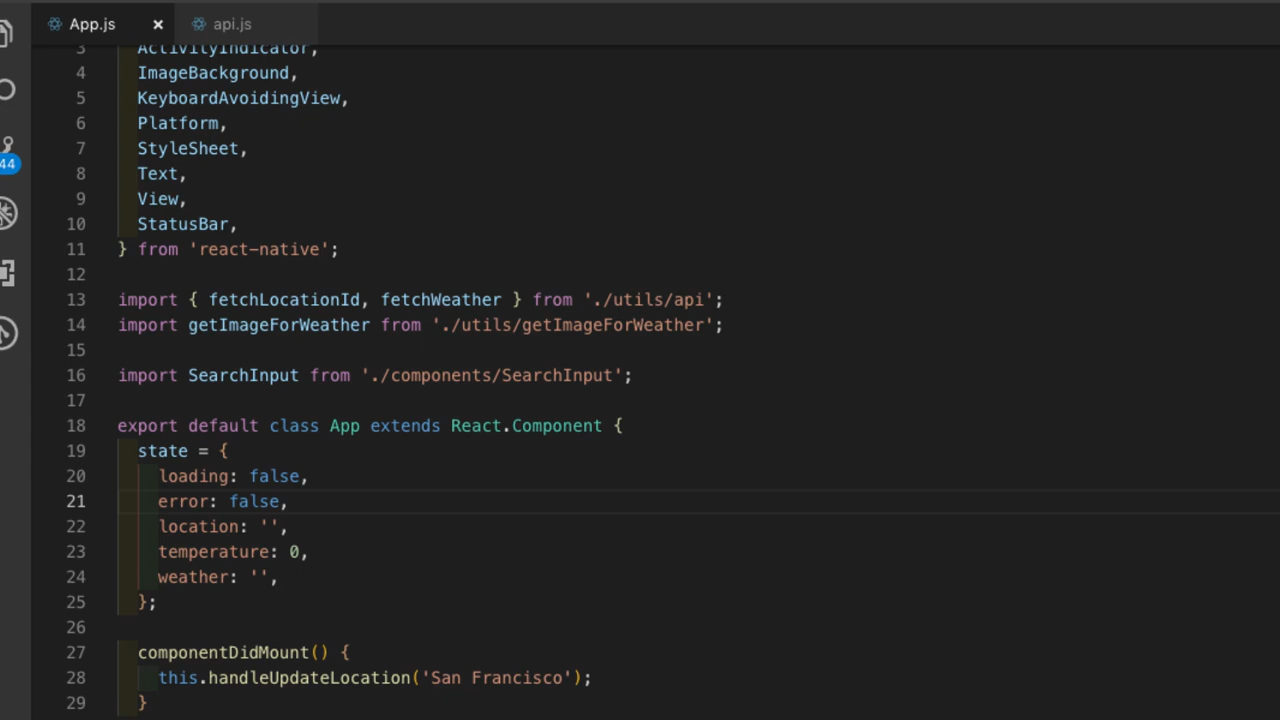 App.js × api.js
3 ActivityIndicator,
4 ImageBackground,
5 KeyboardAvoidingView,
6 Platform,
7 StyleSheet,
8 Text,
9 View,
10 StatusBar,
11 } from 'react-native';
12
13 import { fetchLocationId, fetchWeather } from './utils/api';
14 import getImageForWeather from './utils/getImageForWeather';
15
16 import SearchInput from './components/SearchInput';
17
18 export default class App extends React.Component {
19 state = {
20 loading: false,
21 error: false,
22 location: '',
23 temperature: 0,
24 weather: '',
25 };
26
27 componentDidMount() {
28 this.handleUpdateLocation('San Francisco');
29 }
44